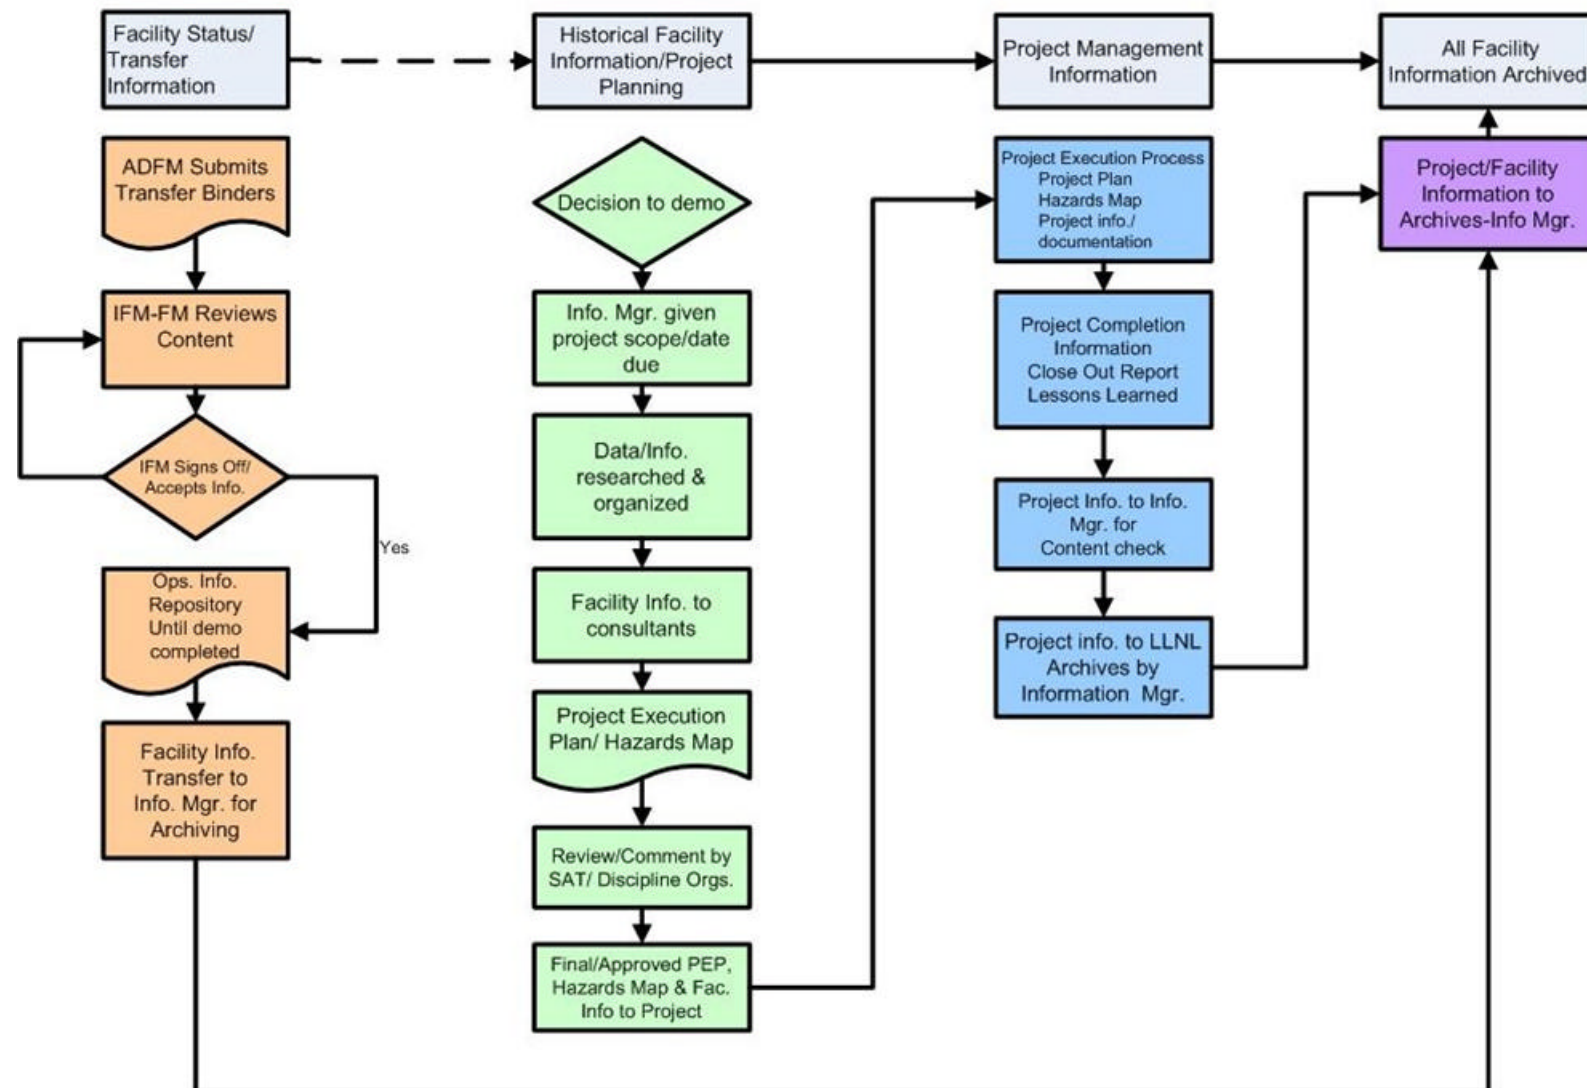 Facility Status/
Transfer
Information
Historical Facility
Information/Project
Planning
Project Management
Information
All Facility
Information Archived
ADFM Submits
Transfer Binders
IFM-FM Reviews
Content
IFM Signs Off/
Accepts Info.
Yes
Ops. Info.
Repository
Until demo
completed
Facility Info.
Transfer to
Info. Mgr. for
Archiving
Decision to demo
Info. Mgr. given
project scope/date
due
Data/Info.
researched &
organized
Facility Info. to
consultants
Project Execution
Plan/ Hazards Map
Review/Comment by
SAT/ Discipline Orgs.
Final/Approved PEP,
Hazards Map & Fac.
Info to Project
Project Execution Process
Project Plan
Hazards Map
Project info./
documentation
Project Completion
Information
Close Out Report
Lessons Learned
Project Info. to Info.
Mgr. for
Content check
Project info. to LLNL
Archives by
Information Mgr.
Project/Facility
Information to
Archives-Info Mgr.